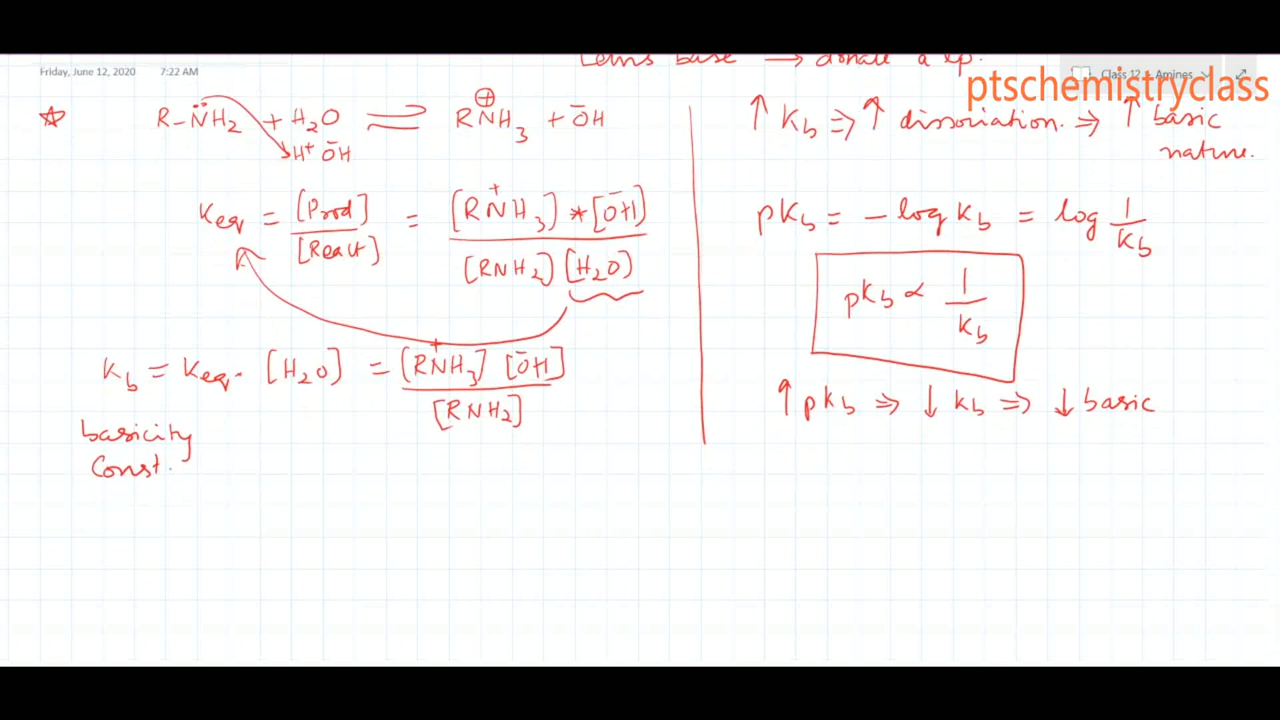 Lewis base → donate a lp.
Friday, June 12, 2020 7:22 AM
Class 12 - Amines
ptschemistryclass
☆ R–N̈H₂ + H₂O ⇌ RN⊕H₃ + ŌH
H⁺ ŌH
Keq = [Prod]/[React] = [RN⁺H₃] * [ŌH] / [RNH₂] [H₂O]
Kb = Keq. [H₂O] = [RN⁺H₃] [ŌH] / [RNH₂]
basicity
Const.
↑ Kb ⇒ ↑ dissociation. ⇒ ↑ basic
nature.
pKb = – log Kb = log 1/Kb
pKb ∝ 1/Kb
↑ pKb ⇒ ↓ Kb ⇒ ↓ basic